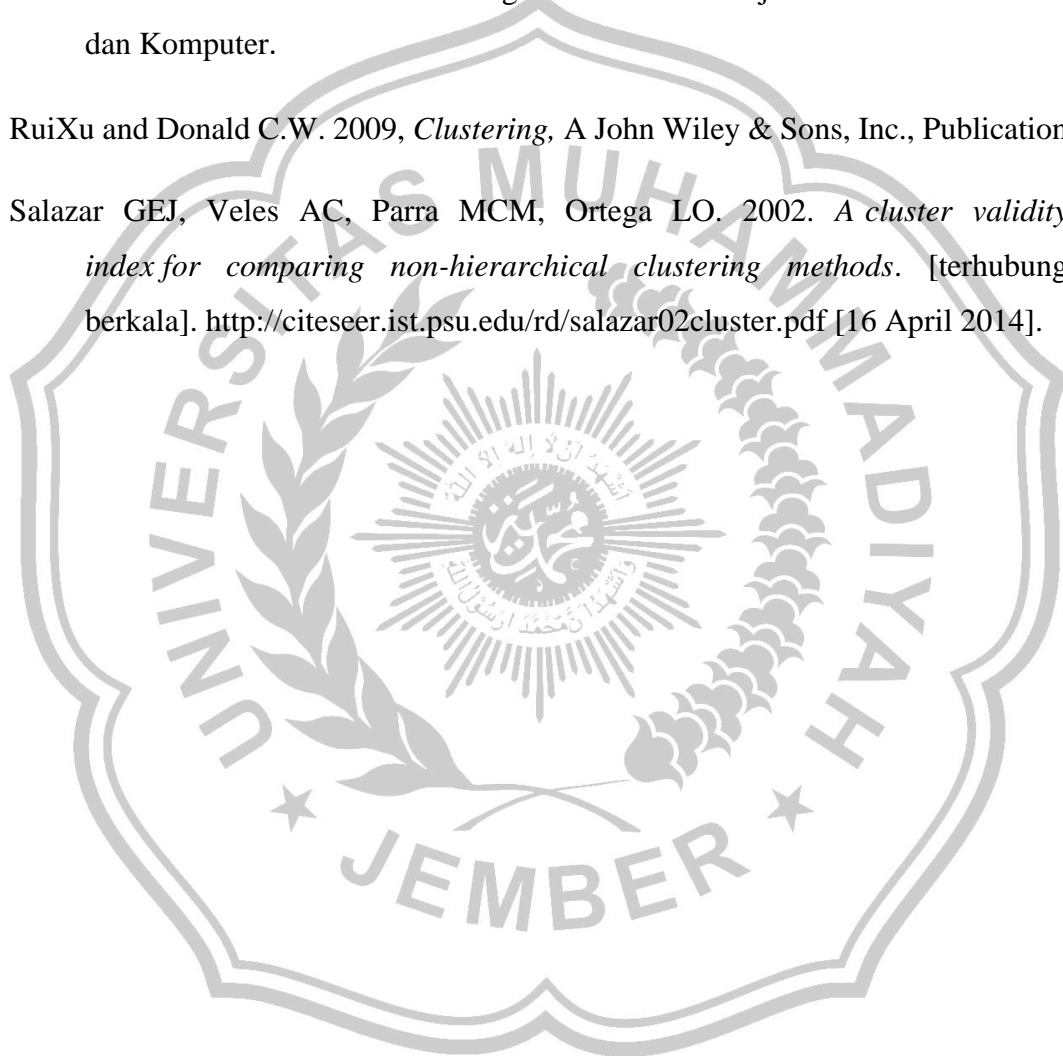 dan Komputer.
RuiXu and Donald C.W. 2009, Clustering, A John Wiley & Sons, Inc., Publication
Salazar GEJ, Veles AC, Parra MCM, Ortega LO. 2002. A cluster validity
index for comparing non-hierarchical clustering methods. [terhubung
berkala]. http://citeseer.ist.psu.edu/rd/salazar02cluster.pdf [16 April 2014].
UNIVERSITAS MUHAMMADIYAH
JEMBER